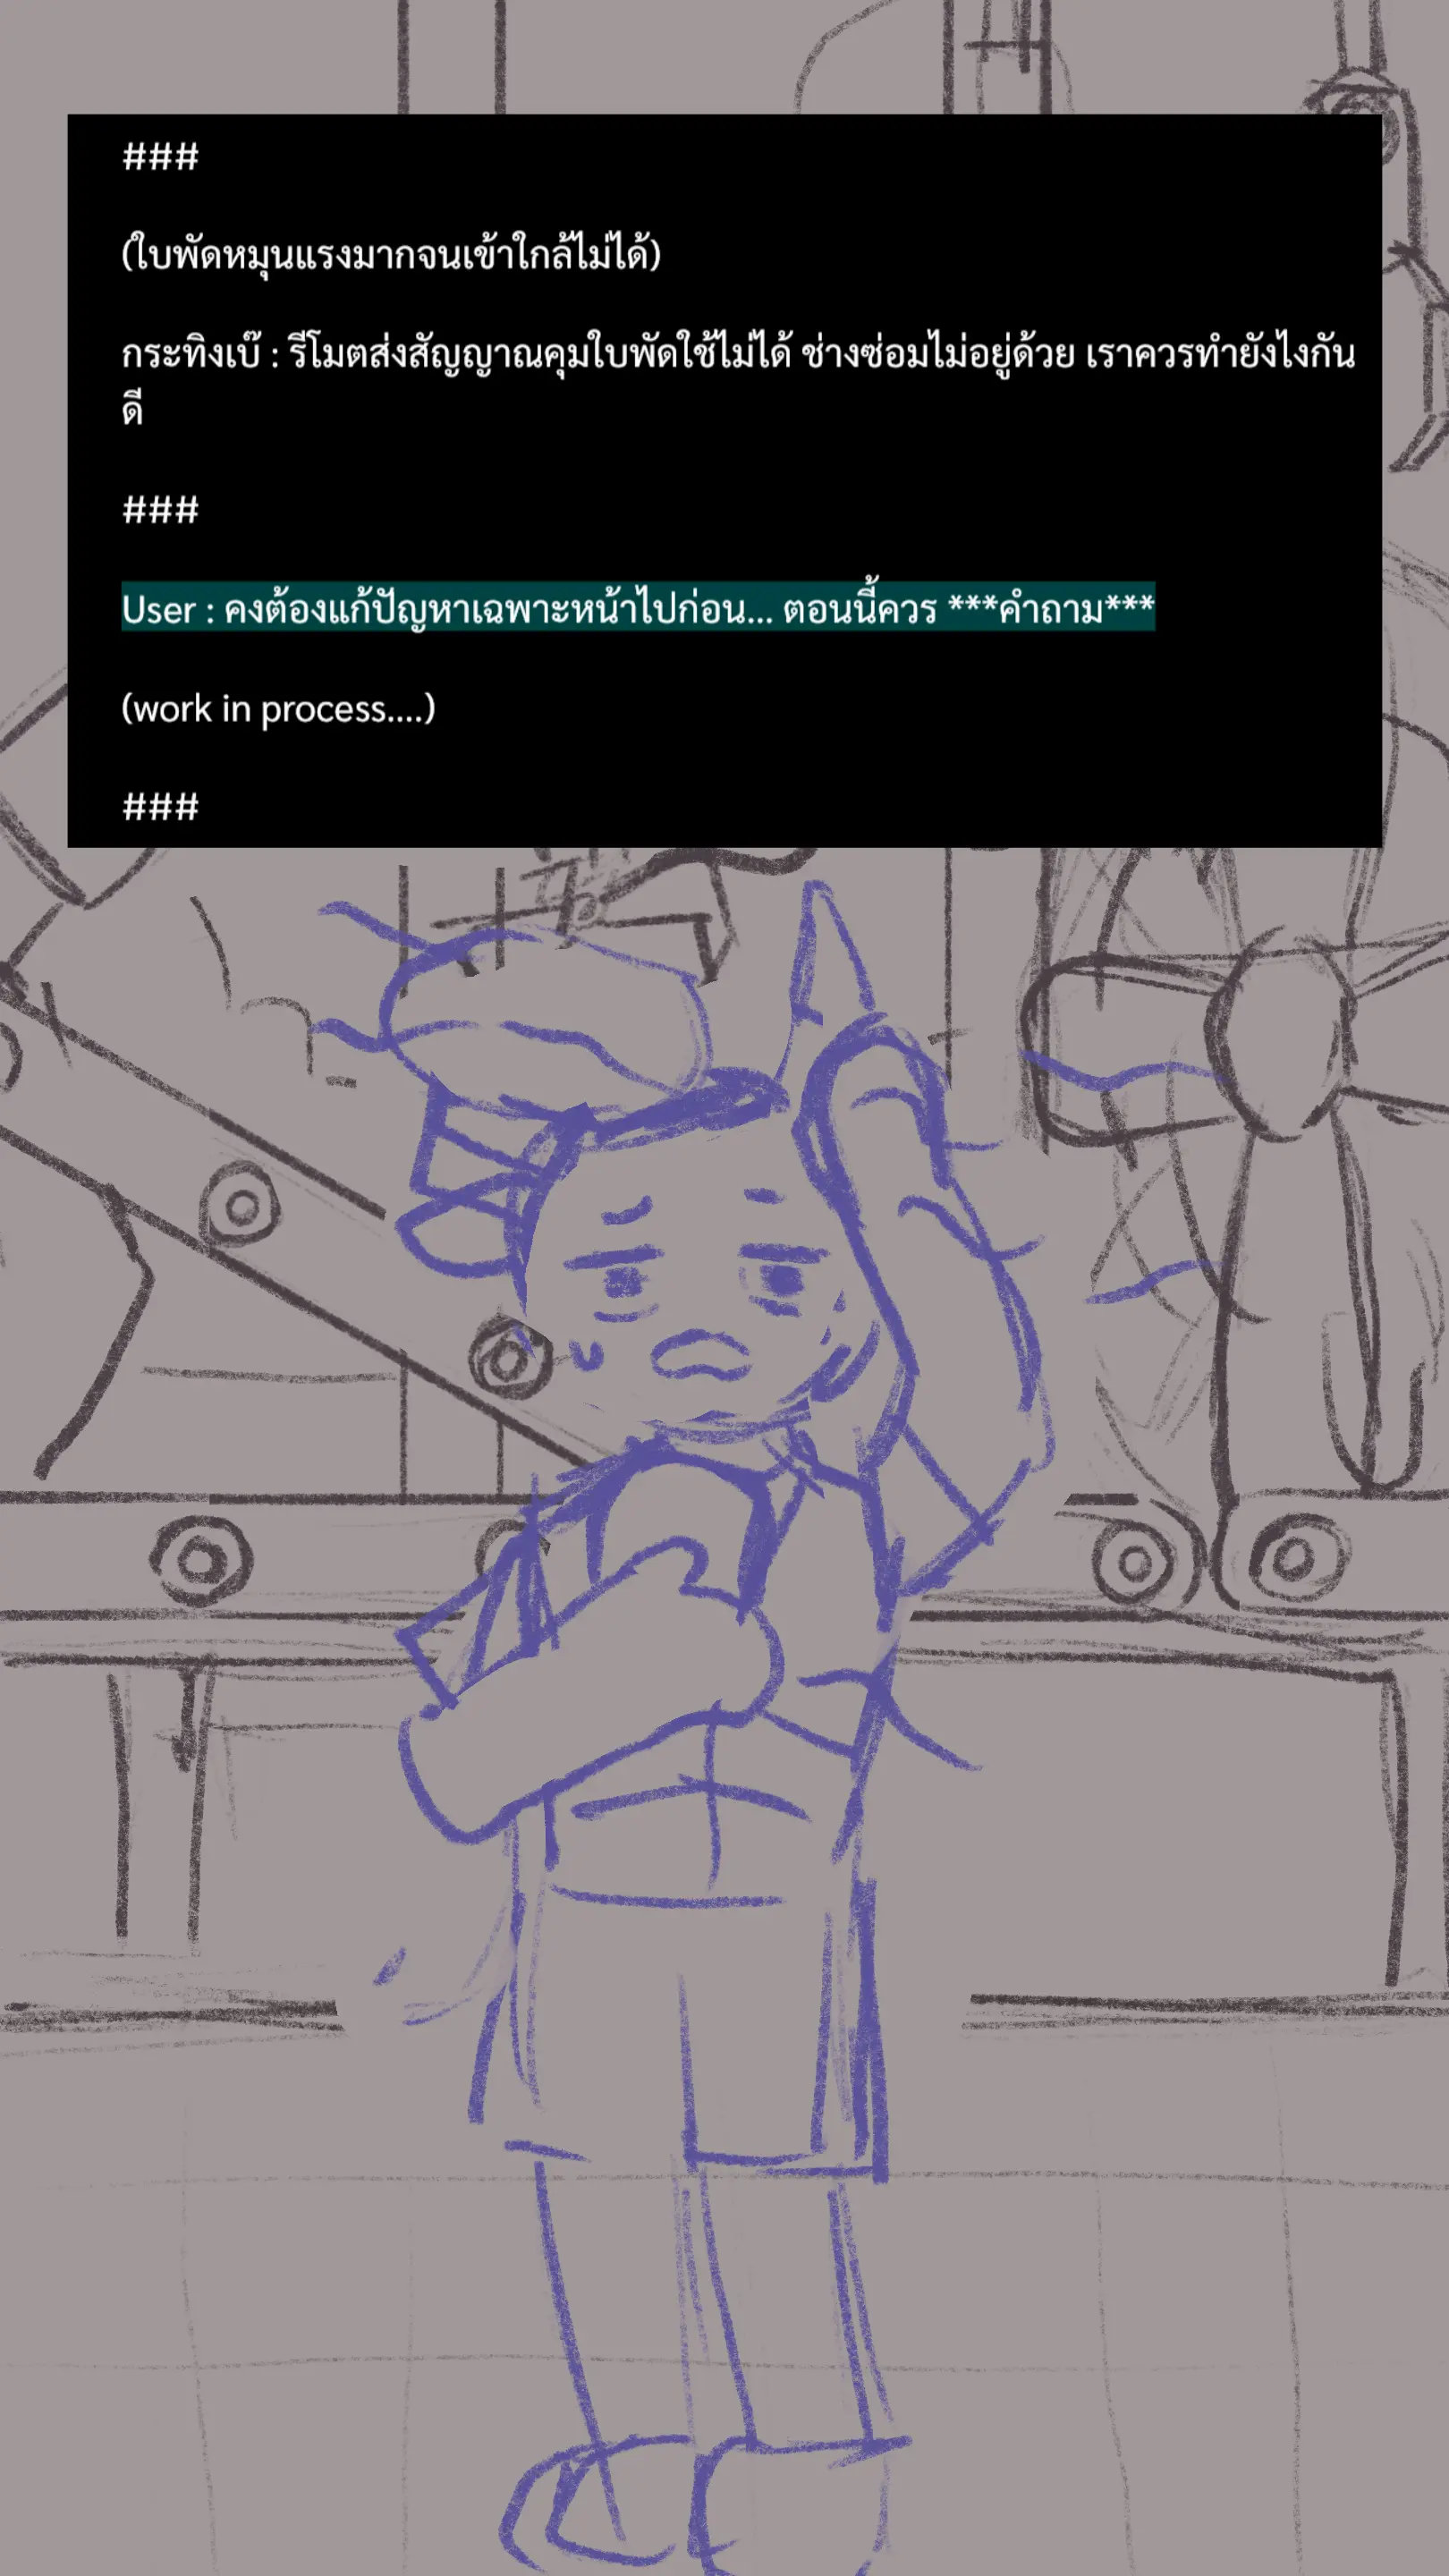 ###
(ใบพัดหมุนแรงมากจนเข้าใกล้ไม่ได้)
กระทิงเบ๊ : รีโมตส่งสัญญาณคุมใบพัดใช้ไม่ได้ ช่างซ่อมไม่อยู่ด้วย เราควรทำยังไงกัน
ดี
###
User : คงต้องแก้ปัญหาเฉพาะหน้าไปก่อน... ตอนนี้ควร ***คำถาม***
(work in process....)
###